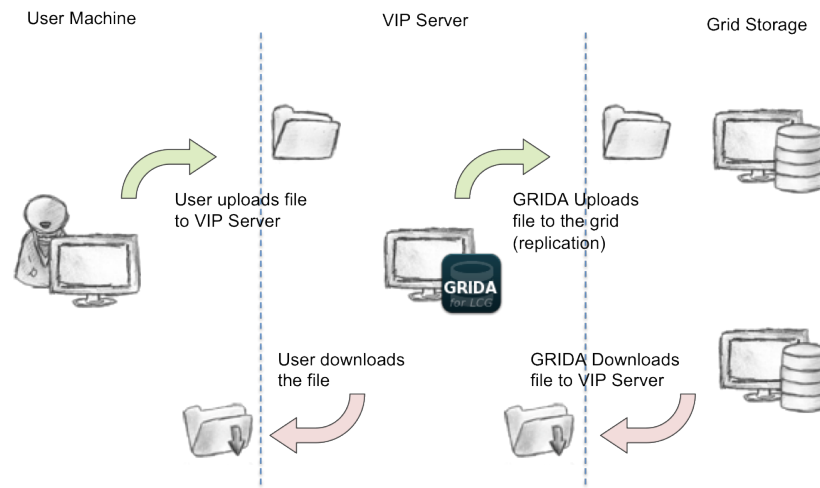 User Machine
VIP Server
Grid Storage
User uploads file
to VIP Server
GRIDA Uploads
file to the grid
(replication)
GRIDA
for LCG
User downloads
the file
GRIDA Downloads
file to VIP Server